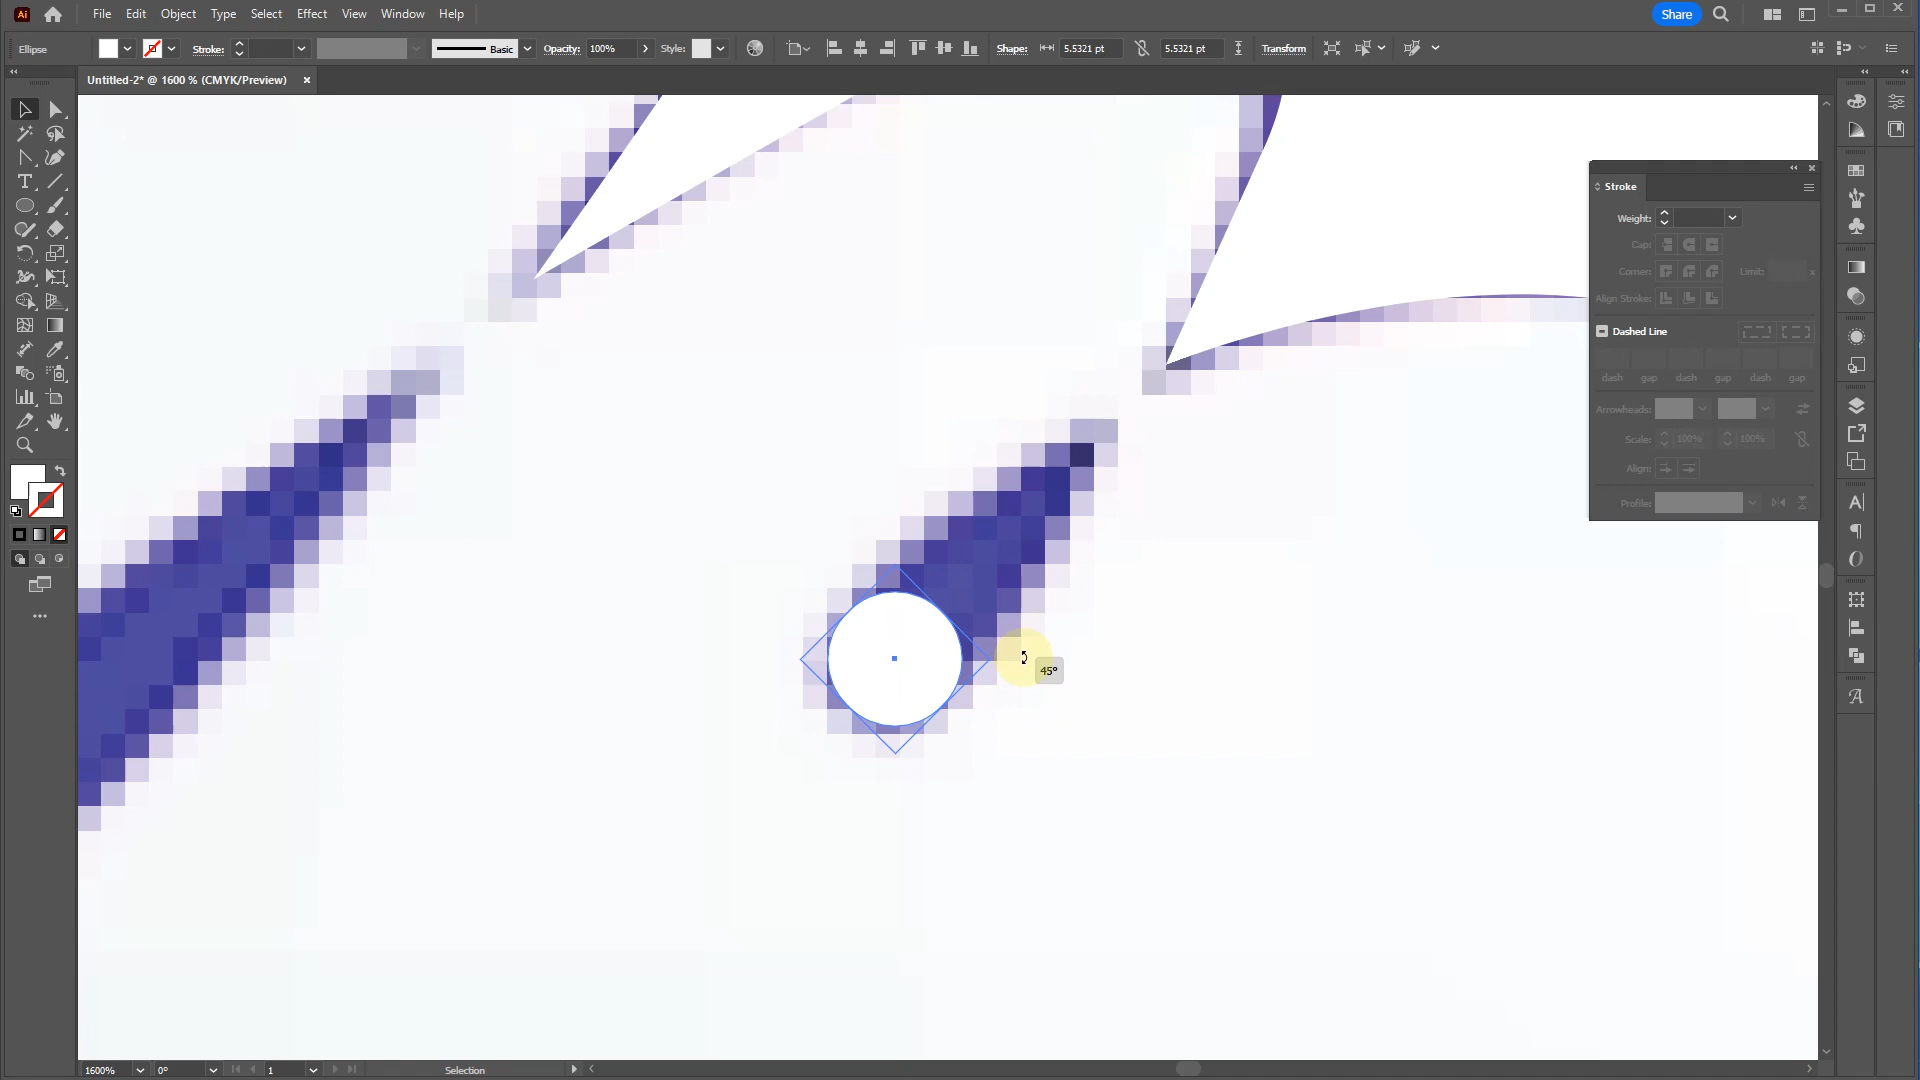 Ai File Edit Object Type Select Effect View Window Help Share
Ellipse Stroke: Basic Opacity: 100% Style: Shape: 5.5321 pt 5.5321 pt Transform
Untitled-2* @ 1600 % (CMYK/Preview) ×
Stroke
Weight:
Cap:
Corner: Limit: x
Align Stroke:
Dashed Line
dash gap dash gap dash gap
Arrowheads:
Scale: 100% 100%
Align:
Profile:
45°
1600% 0° 1 Selection